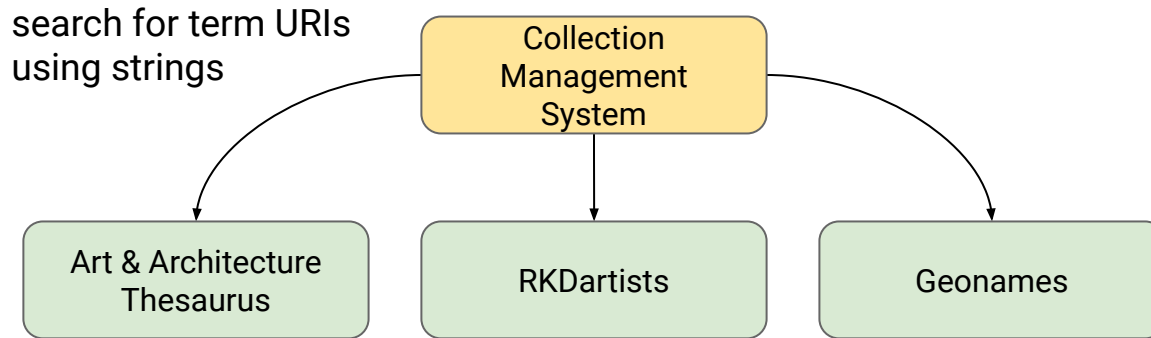 search for term URIs
using strings
Collection
Management
System
Art & Architecture
Thesaurus
RKDartists
Geonames